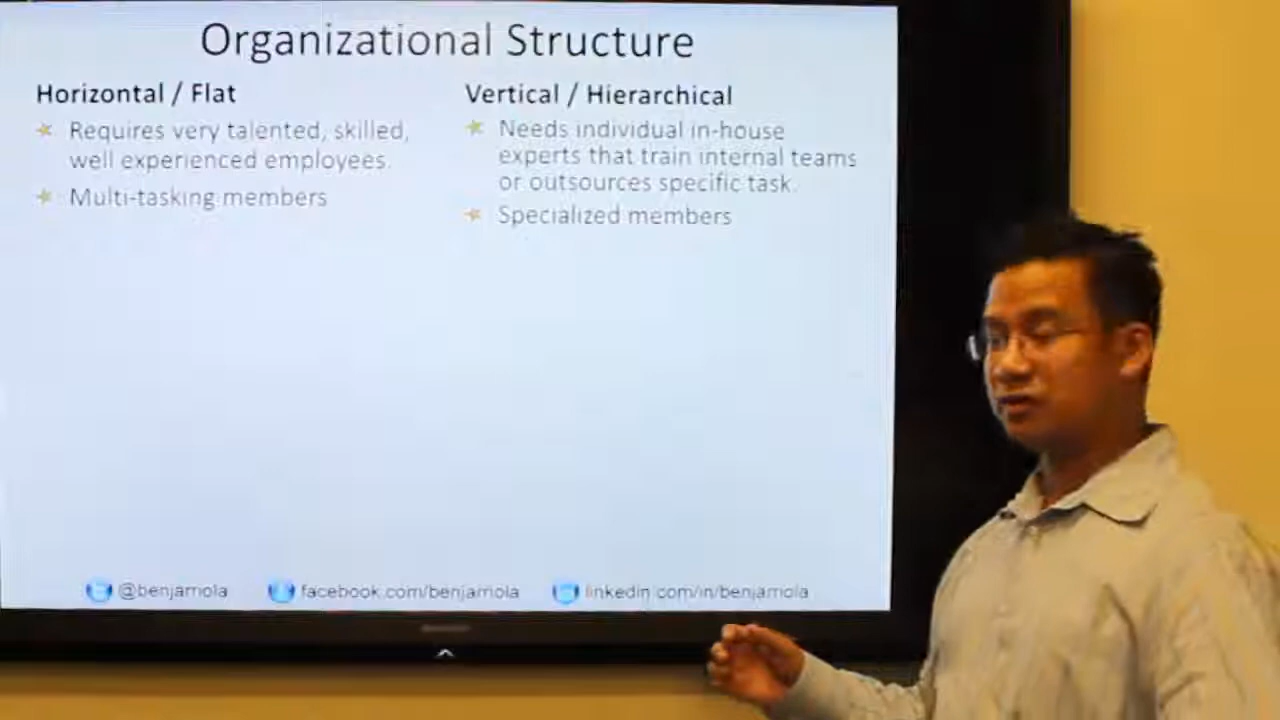 Organizational Structure
Horizontal / Flat
Requires very talented, skilled,
well experienced employees.
Multi-tasking members
Vertical / Hierarchical
Needs individual in-house
experts that train internal teams
or outsources specific task.
Specialized members
@benjamola
facebook.com/benjamola
linkedin.com/in/benjamola